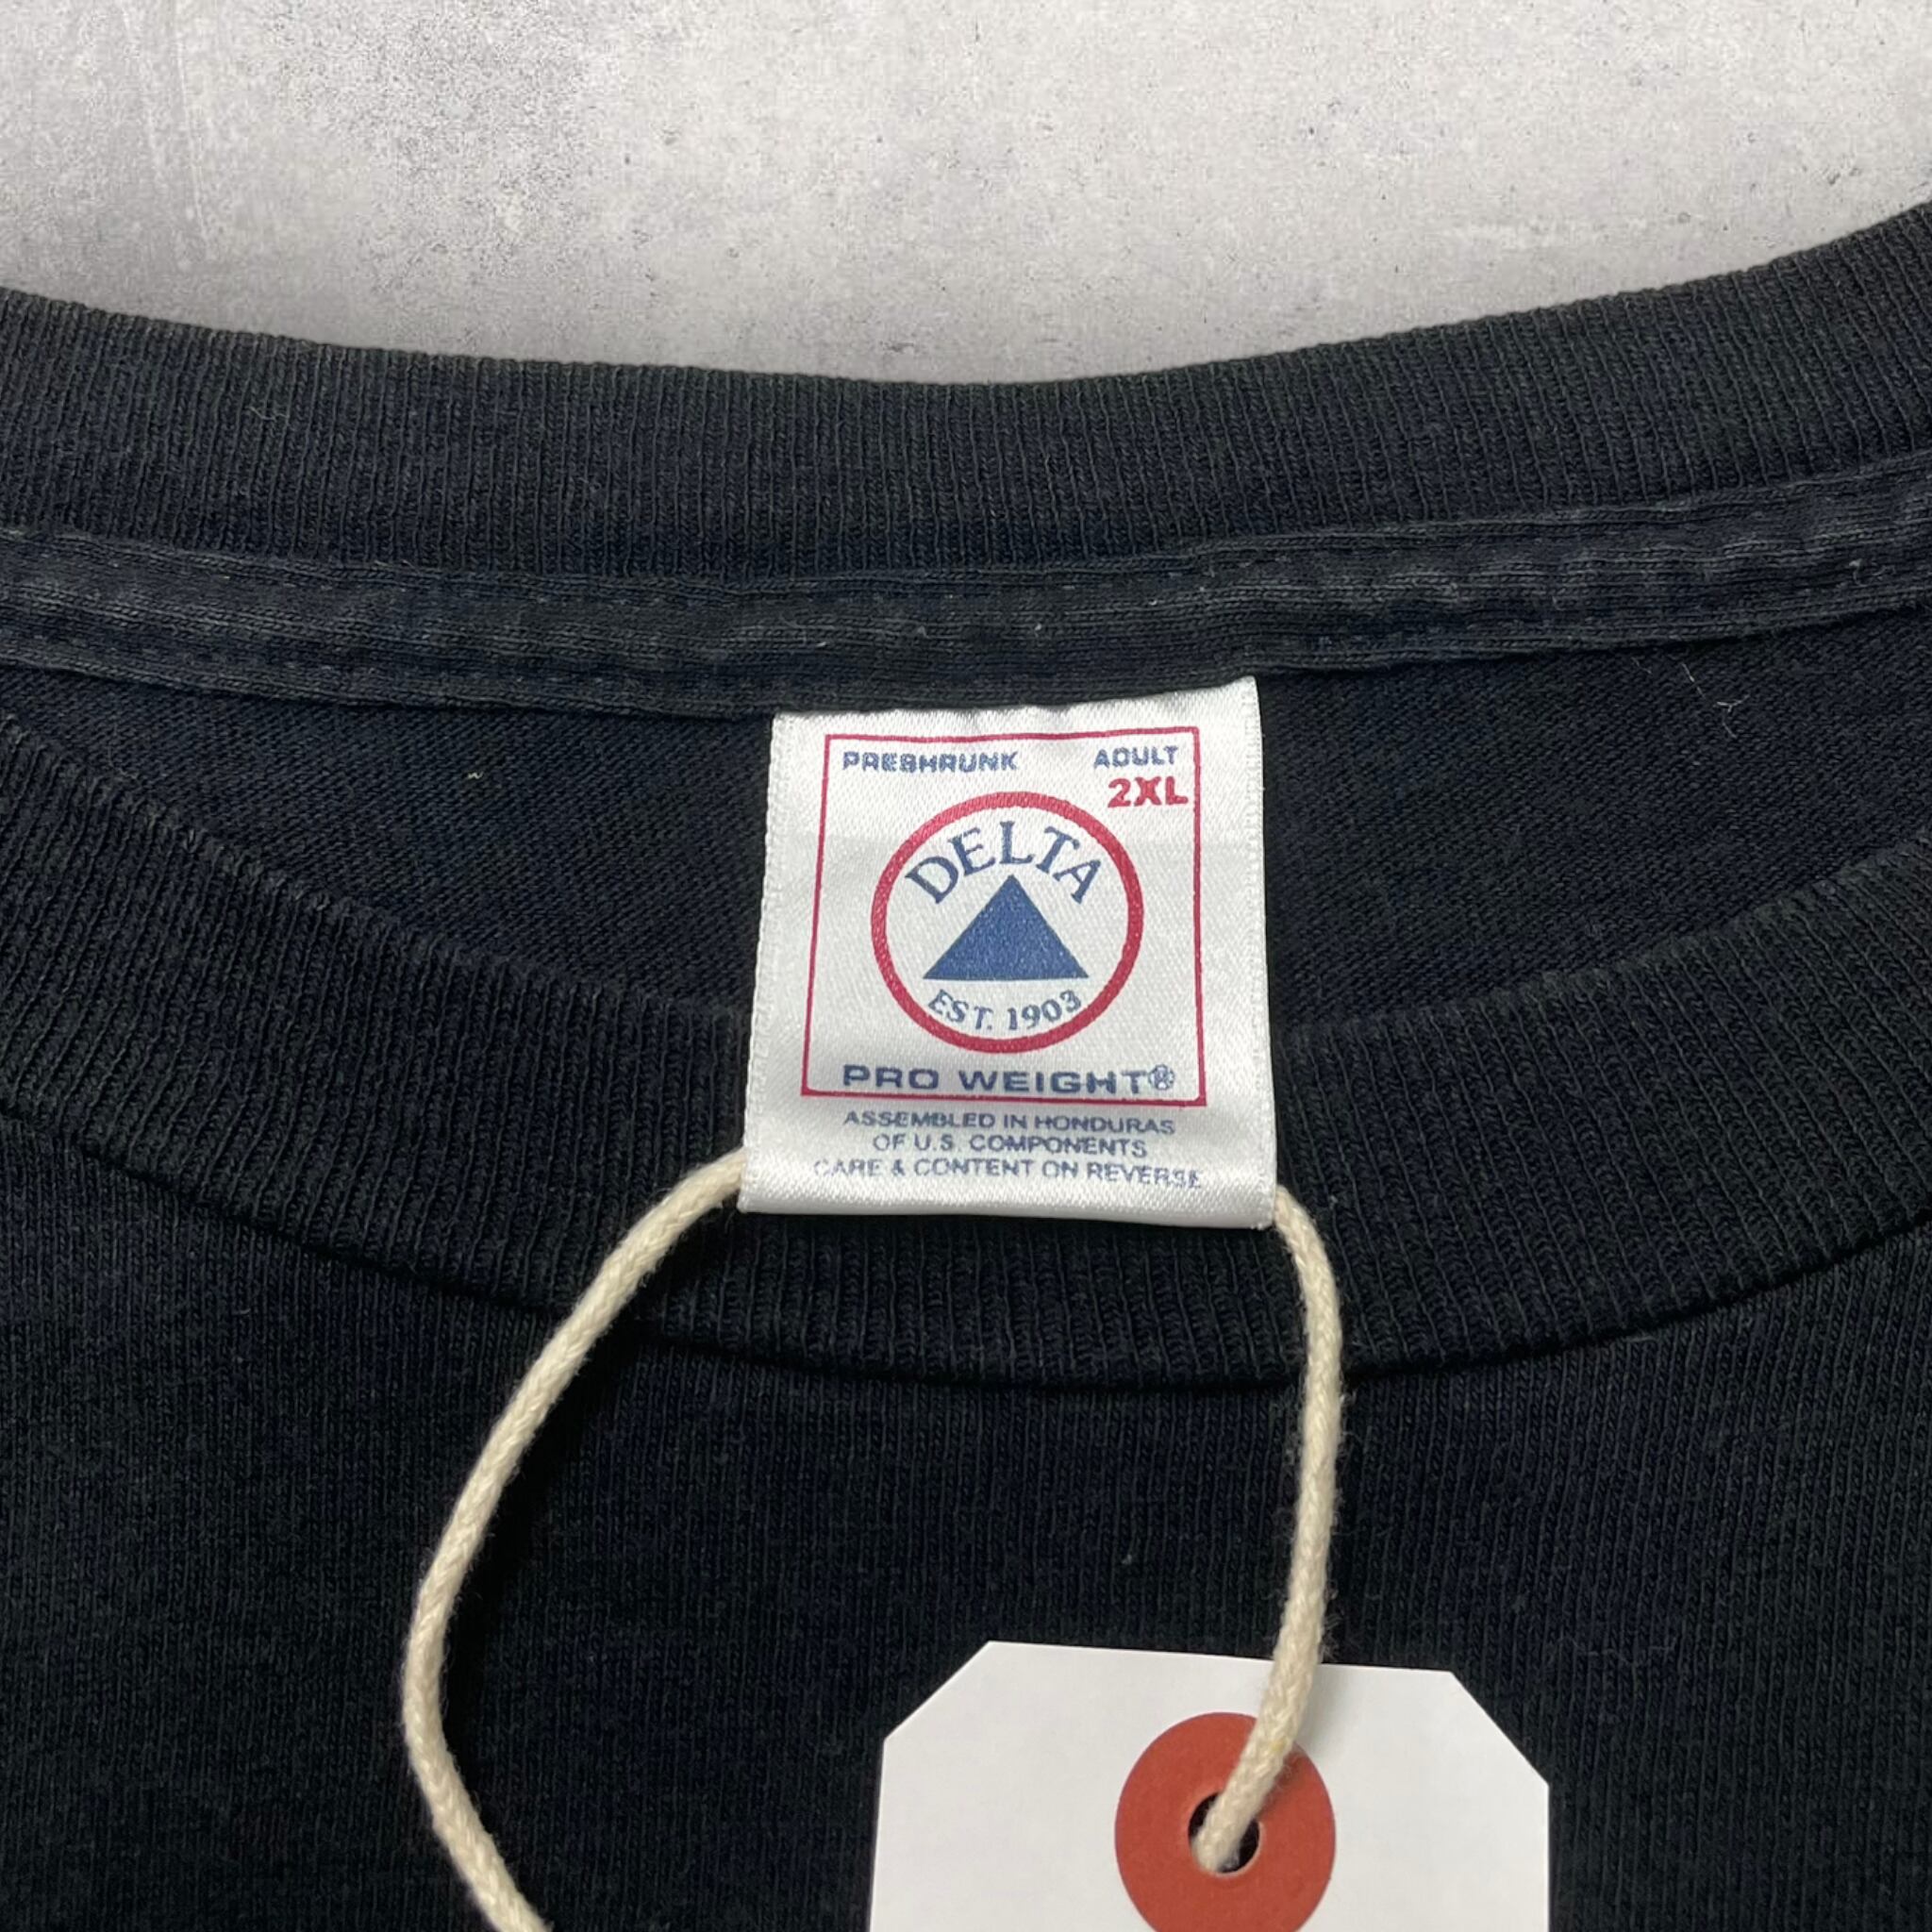 PRESHRUNK ADULT
2XL
DELTA
EST. 1903
PRO WEIGHT®
ASSEMBLED IN HONDURAS
OF U.S. COMPONENTS
CARE & CONTENT ON REVERSE